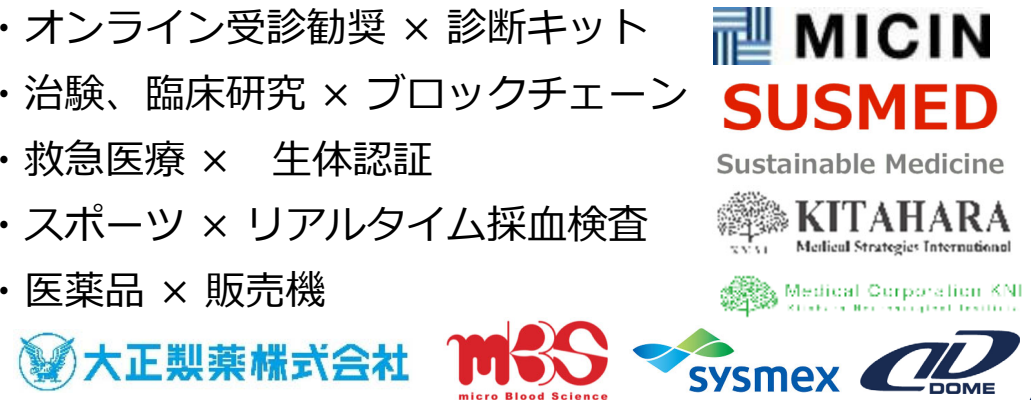 ・オンライン受診勧奨 × 診断キット
・治験、臨床研究 × ブロックチェーン
・救急医療 ×　生体認証
・スポーツ × リアルタイム採血検査
・医薬品 × 販売機
MICIN
SUSMED
Sustainable Medicine
KITAHARA
KNSI
Medical Strategies International
Medical Corporation KNI
大正製薬株式会社
MBS
micro Blood Science
sysmex
DOME